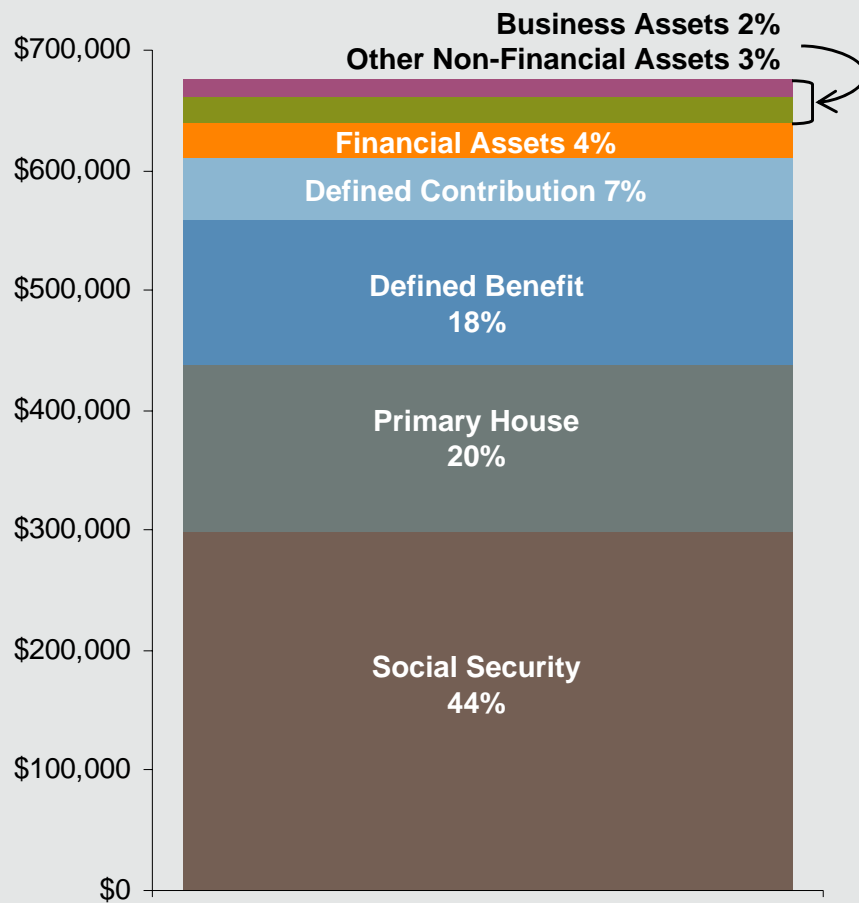 Business Assets 2%
$700,000
Other Non-Financial Assets 3%
Financial Assets 4%
$600,000
Defined Contribution 7%
$500,000
Defined Benefit
18%
$400,000
Primary House
20%
$300,000
$200,000
Social Security
44%
$100,000
$0